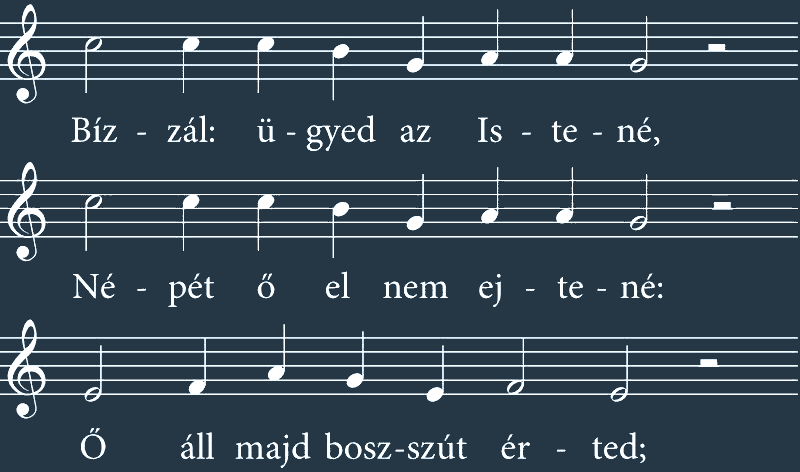 Bíz - zál: ü - gyed az Is - te - né,
Né - pét ő el nem ej - te - né:
Ő áll majd bosz-szút ér - ted;